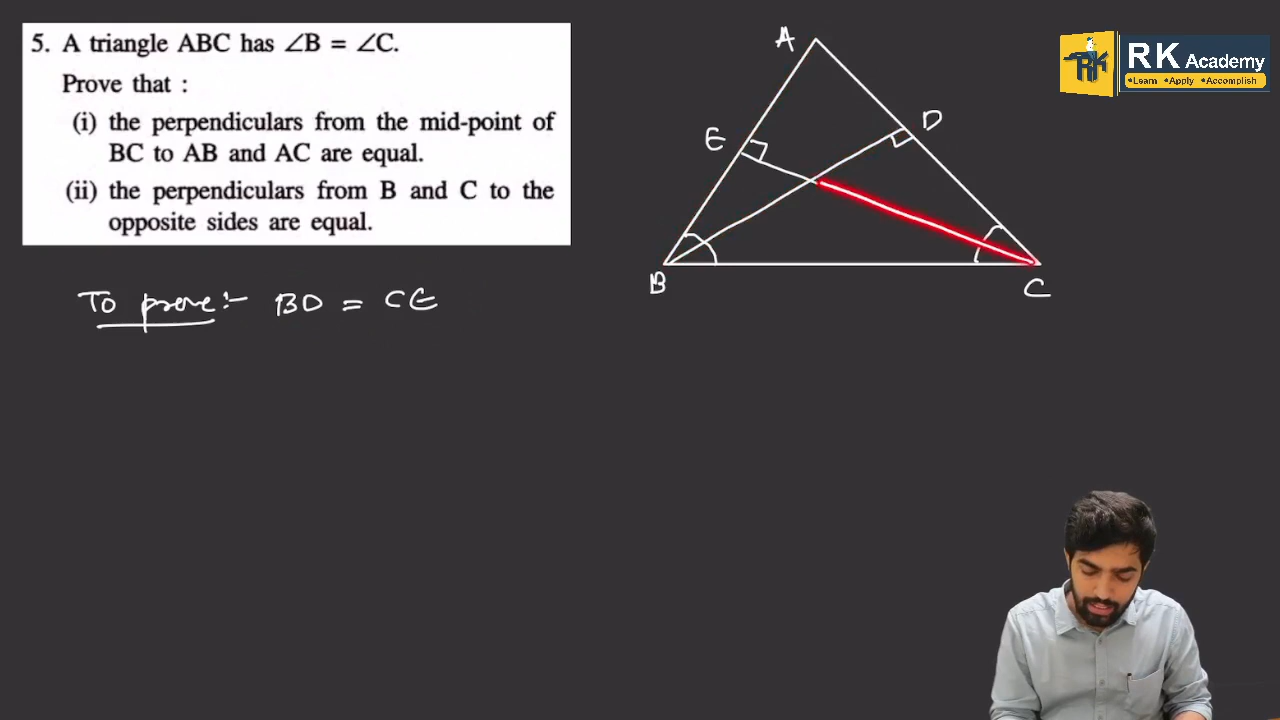 5. A triangle ABC has ∠B = ∠C.
Prove that :
(i) the perpendiculars from the mid-point of
BC to AB and AC are equal.
(ii) the perpendiculars from B and C to the
opposite sides are equal.
To prove:- BD = CE
A
E
D
B
C
RK
RK Academy
•Learn •Apply •Accomplish